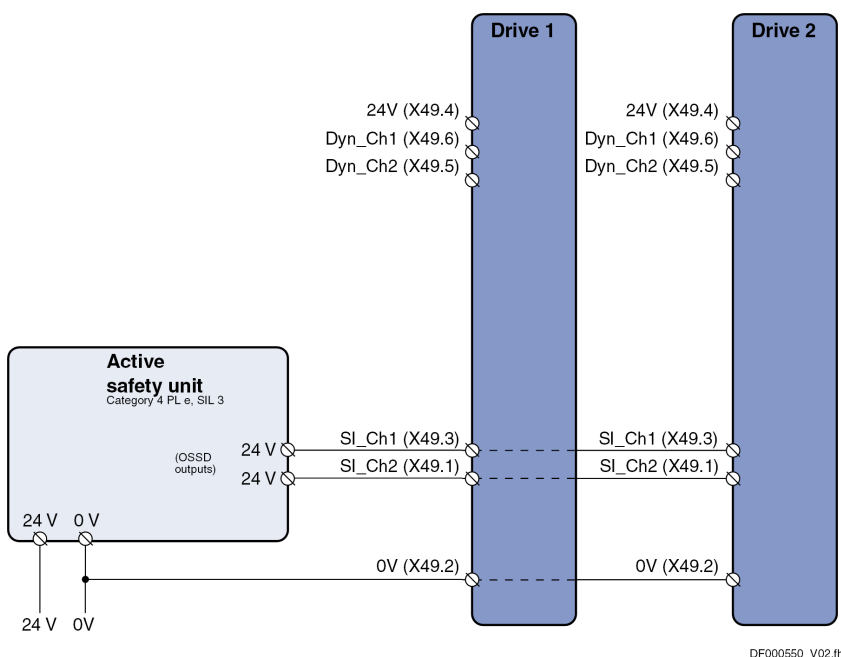 Drive 1
Drive 2
24V (X49.4)
24V (X49.4)
Dyn_Ch1 (X49.6)
Dyn_Ch1 (X49.6)
Dyn_Ch2 (X49.5)
Dyn_Ch2 (X49.5)
Active
safety unit
Category 4 PL e, SIL 3
(OSSD
outputs)
24 V
24 V
SI_Ch1 (X49.3)
SI_Ch1 (X49.3)
SI_Ch2 (X49.1)
SI_Ch2 (X49.1)
24 V
0 V
0V (X49.2)
0V (X49.2)
24 V
0V
DF000550_V02.fh